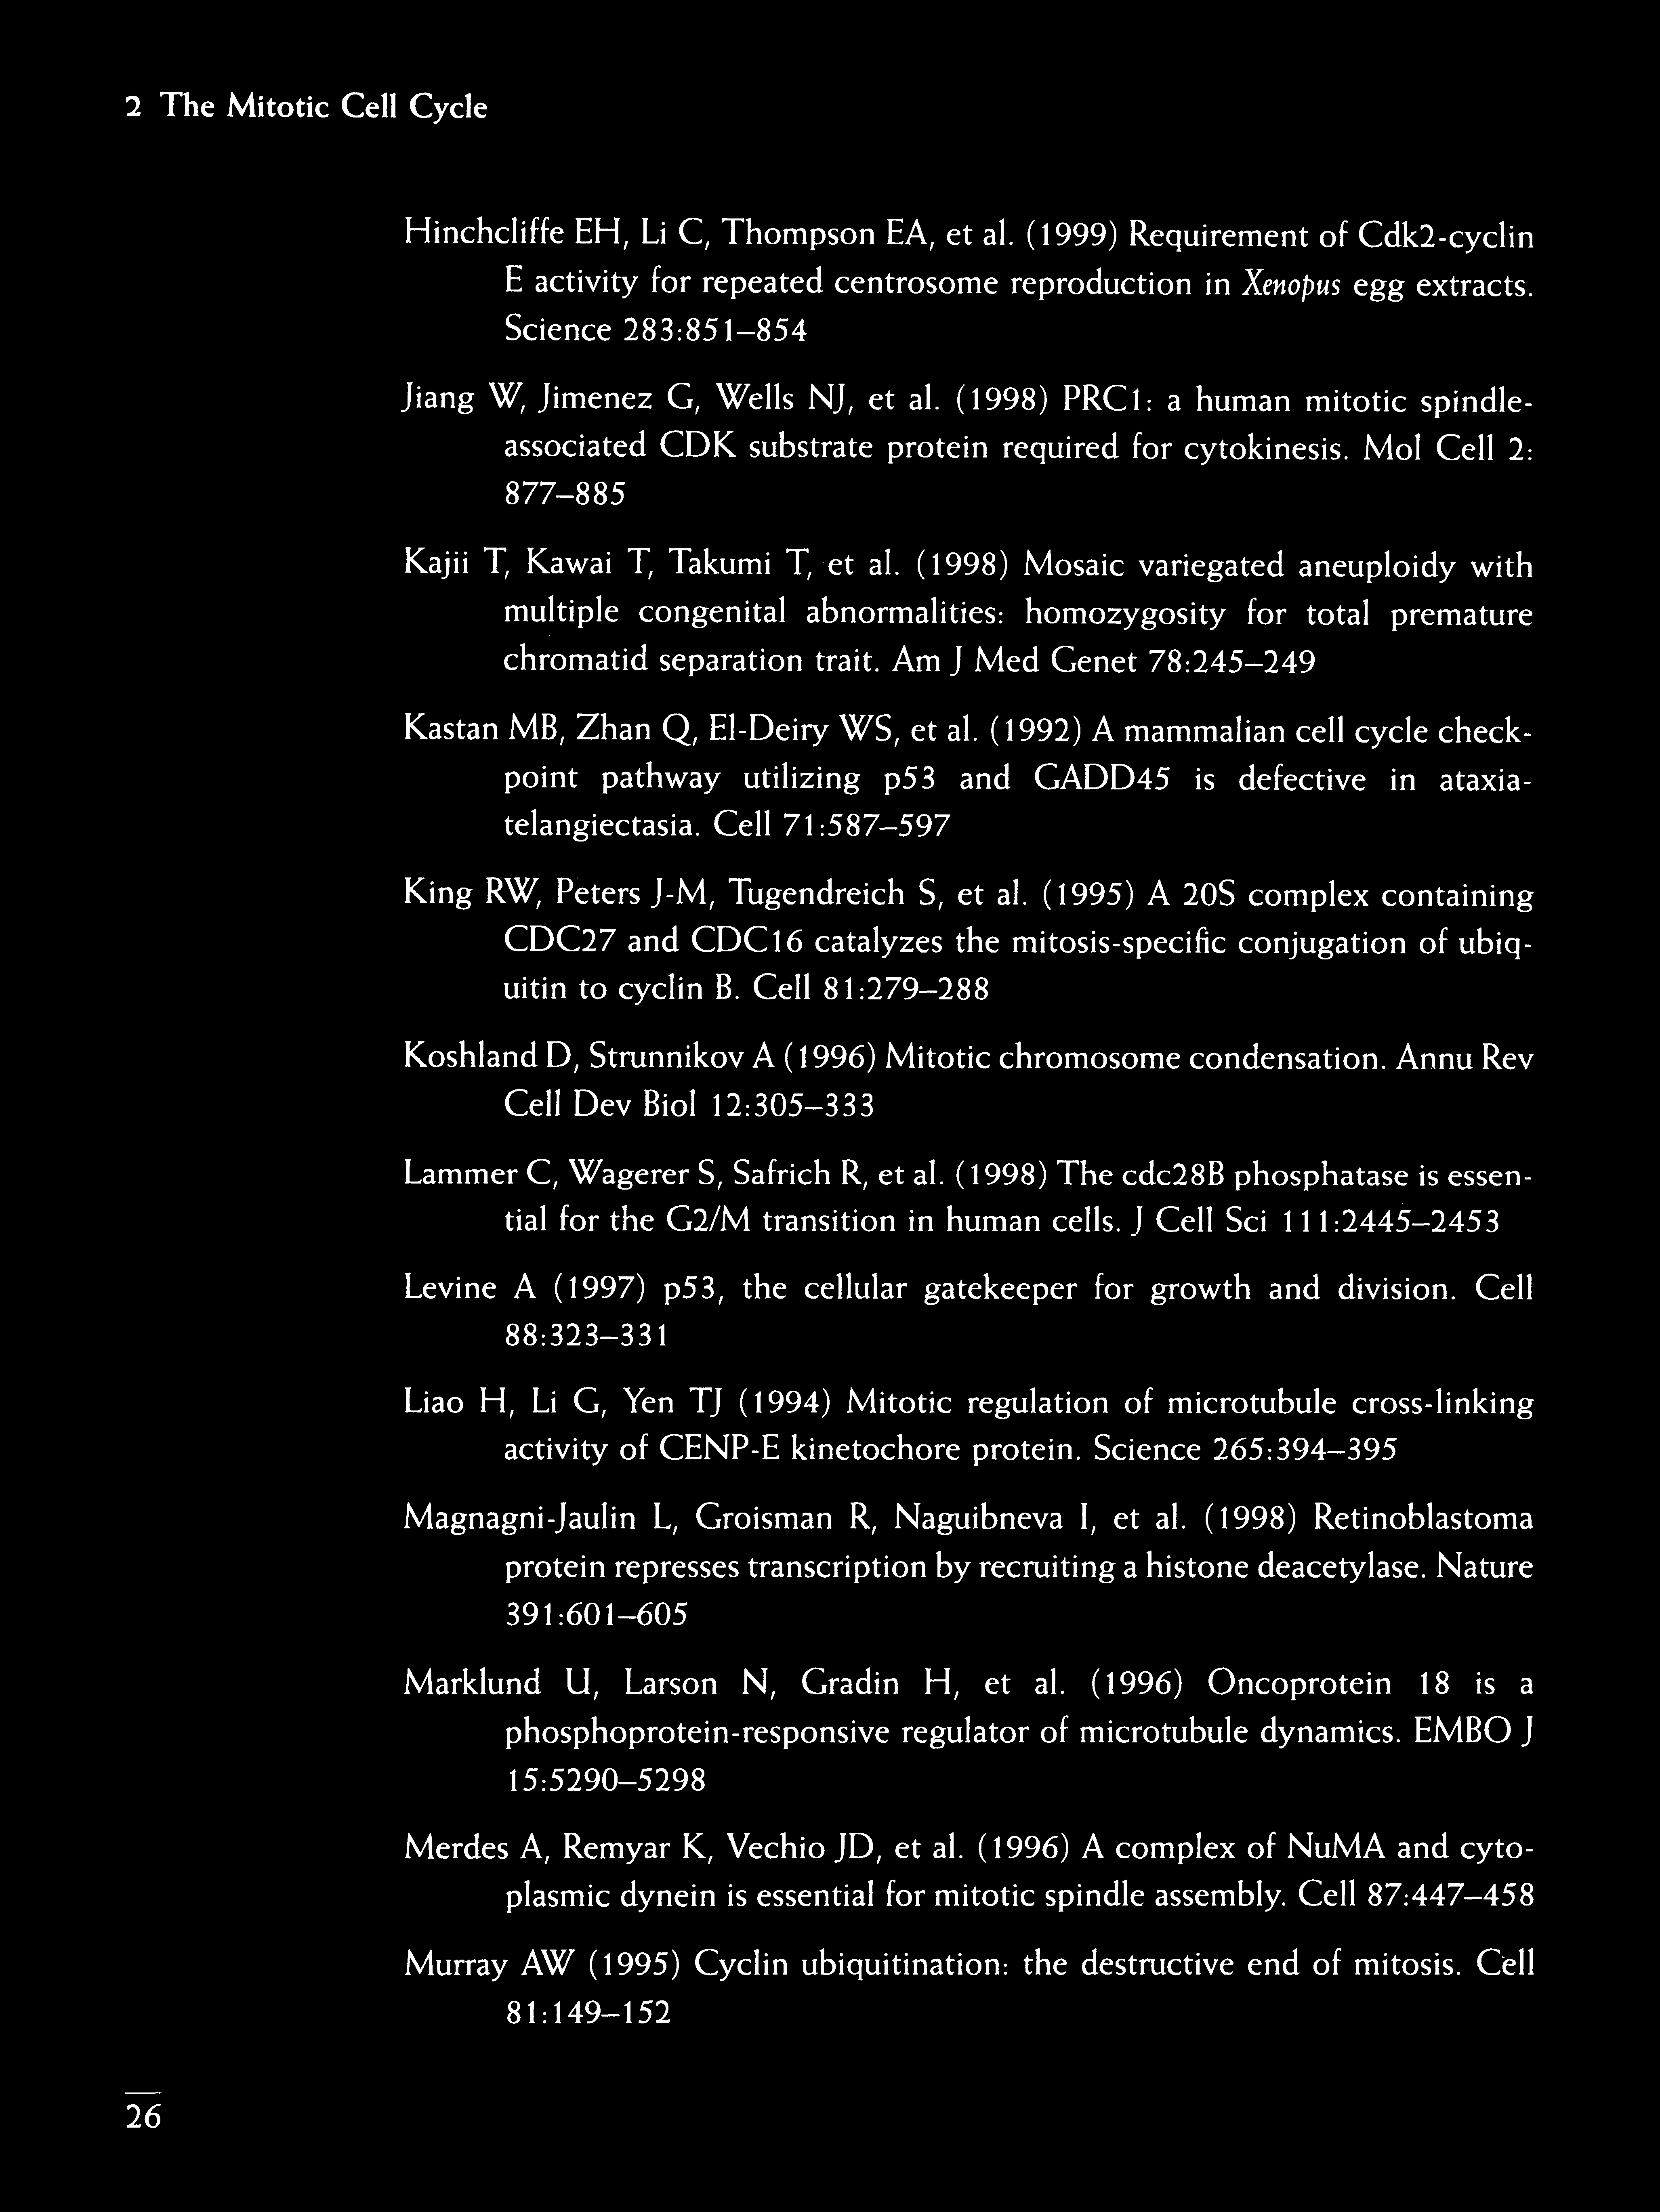 2 The Mitotic Cell Cycle
Hinchcliffe EH, Li C, Thompson EA, et al. (1999) Requirement of Cdk2-cyclin
E activity for repeated centrosome reproduction in Xenopus egg extracts.
Science 283:851–854
Jiang W, Jimenez G, Wells NJ, et al. (1998) PRC1: a human mitotic spindle-
associated CDK substrate protein required for cytokinesis. Mol Cell 2:
877–885
Kajii T, Kawai T, Takumi T, et al. (1998) Mosaic variegated aneuploidy with
multiple congenital abnormalities: homozygosity for total premature
chromatid separation trait. Am J Med Genet 78:245–249
Kastan MB, Zhan Q, El-Deiry WS, et al. (1992) A mammalian cell cycle check-
point pathway utilizing p53 and GADD45 is defective in ataxia-
telangiectasia. Cell 71:587–597
King RW, Peters J-M, Tugendreich S, et al. (1995) A 20S complex containing
CDC27 and CDC16 catalyzes the mitosis-specific conjugation of ubiq-
uitin to cyclin B. Cell 81:279–288
Koshland D, Strunnikov A (1996) Mitotic chromosome condensation. Annu Rev
Cell Dev Biol 12:305–333
Lammer C, Wagerer S, Safrich R, et al. (1998) The cdc28B phosphatase is essen-
tial for the G2/M transition in human cells. J Cell Sci 111:2445–2453
Levine A (1997) p53, the cellular gatekeeper for growth and division. Cell
88:323–331
Liao H, Li G, Yen TJ (1994) Mitotic regulation of microtubule cross-linking
activity of CENP-E kinetochore protein. Science 265:394–395
Magnagni-Jaulin L, Groisman R, Naguibneva I, et al. (1998) Retinoblastoma
protein represses transcription by recruiting a histone deacetylase. Nature
391:601–605
Marklund U, Larson N, Gradin H, et al. (1996) Oncoprotein 18 is a
phosphoprotein-responsive regulator of microtubule dynamics. EMBO J
15:5290–5298
Merdes A, Remyar K, Vechio JD, et al. (1996) A complex of NuMA and cyto-
plasmic dynein is essential for mitotic spindle assembly. Cell 87:447–458
Murray AW (1995) Cyclin ubiquitination: the destructive end of mitosis. Cell
81:149–152
26